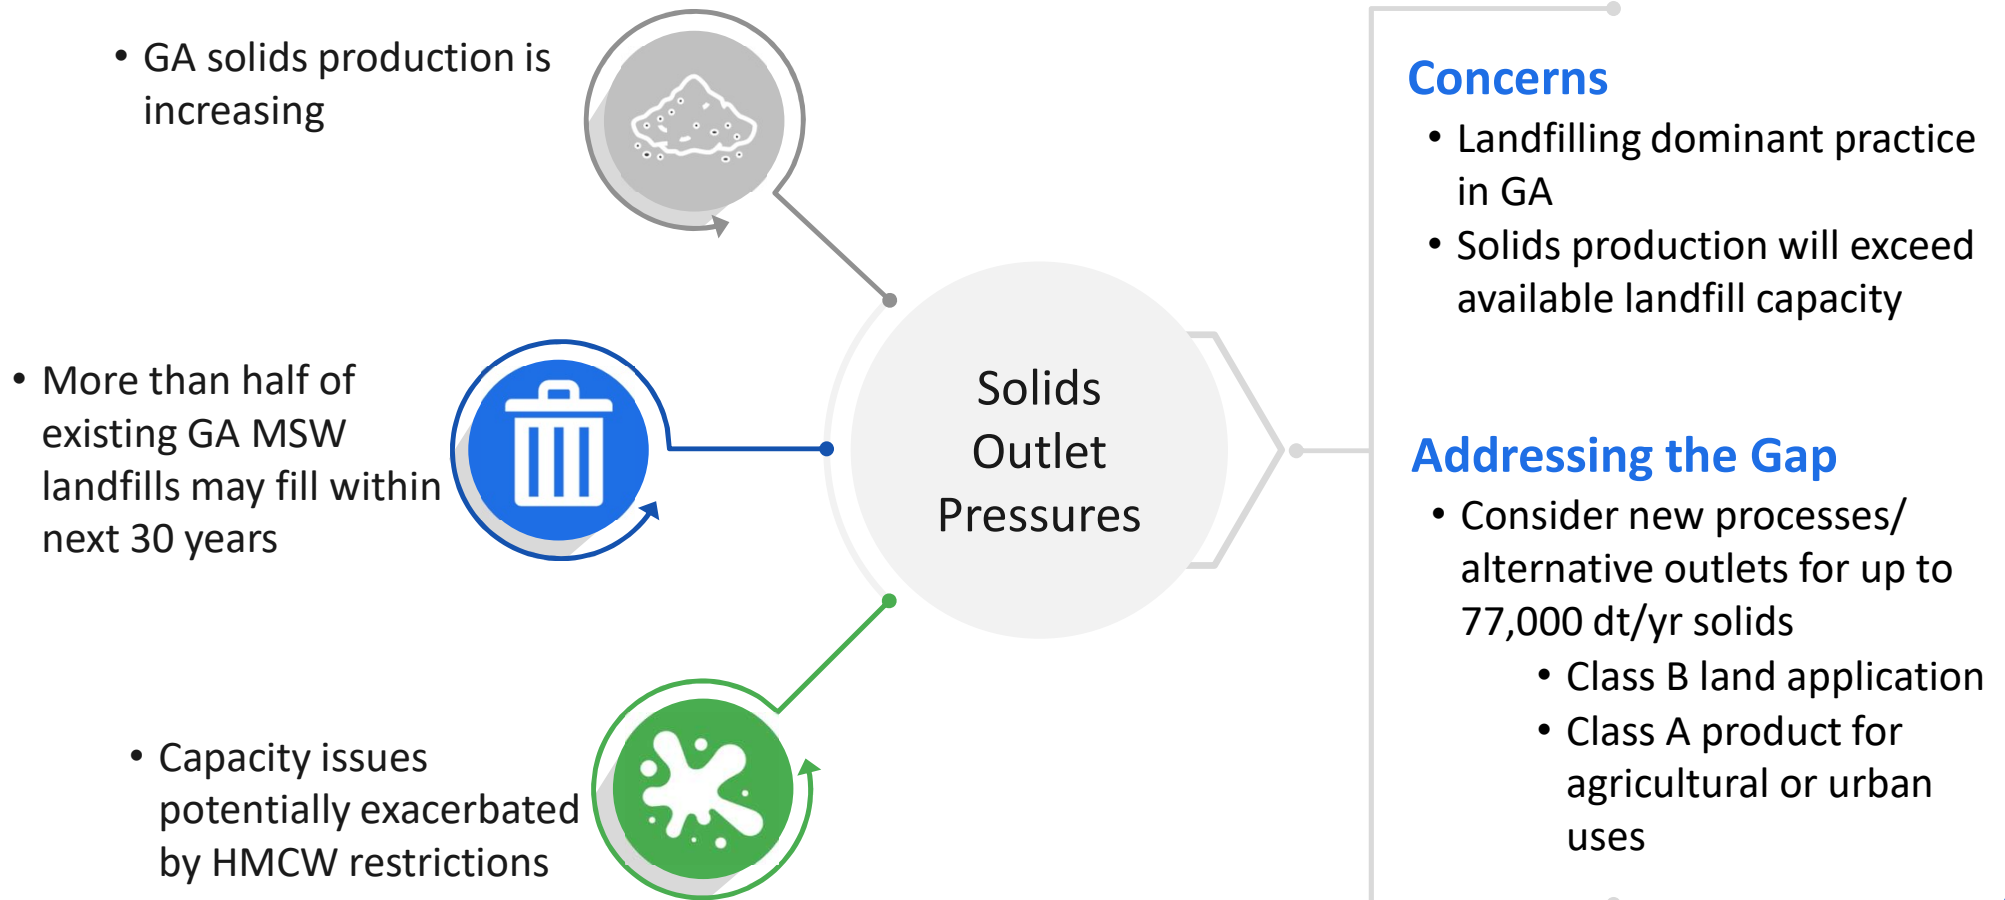 • GA solids production is
increasing
• More than half of
existing GA MSW
landfills may fill within
next 30 years
• Capacity issues
potentially exacerbated
by HMCW restrictions
Solids
Outlet
Pressures
Concerns
• Landfilling dominant practice
in GA
• Solids production will exceed
available landfill capacity
Addressing the Gap
• Consider new processes/
alternative outlets for up to
77,000 dt/yr solids
• Class B land application
• Class A product for
agricultural or urban
uses